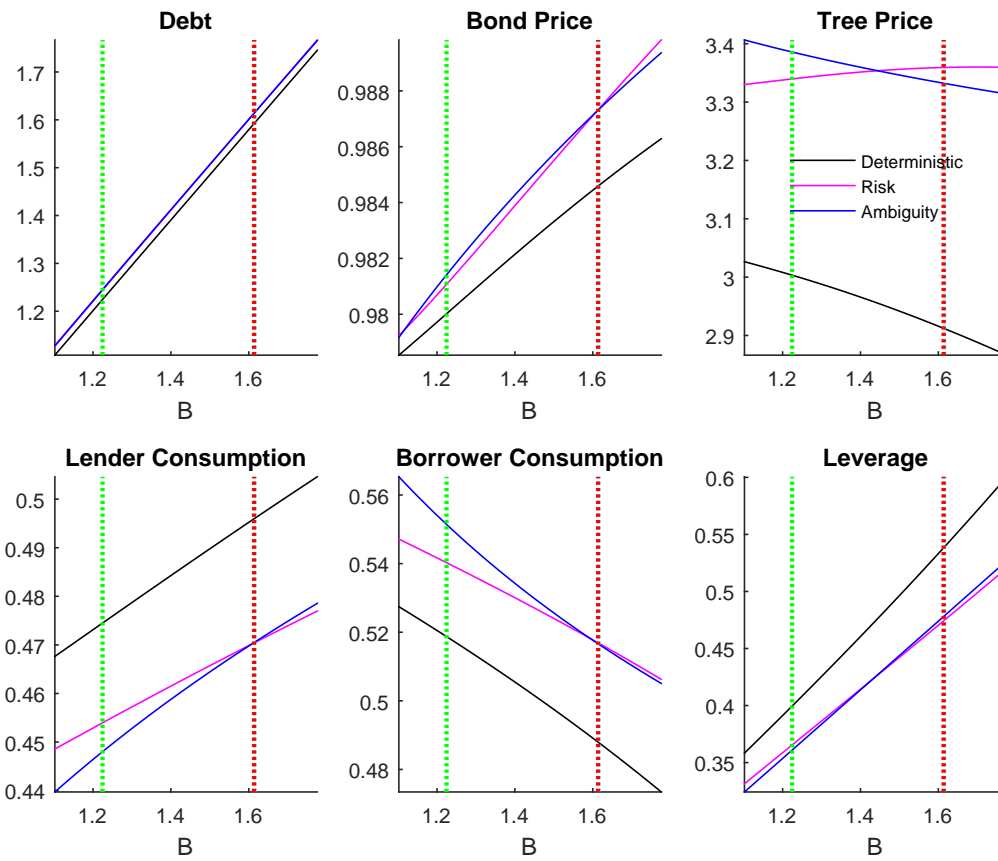 Debt
1.7
1.6
1.5
1.4
1.3
1.2
1.2 1.4 1.6
B
Bond Price
0.988
0.986
0.984
0.982
0.98
1.2 1.4 1.6
B
Tree Price
3.4
3.3
3.2
3.1
3
2.9
Deterministic
Risk
Ambiguity
1.2 1.4 1.6
B
Lender Consumption
0.5
0.49
0.48
0.47
0.46
0.45
0.44
1.2 1.4 1.6
B
Borrower Consumption
0.56
0.54
0.52
0.5
0.48
1.2 1.4 1.6
B
Leverage
0.6
0.55
0.5
0.45
0.4
0.35
1.2 1.4 1.6
B